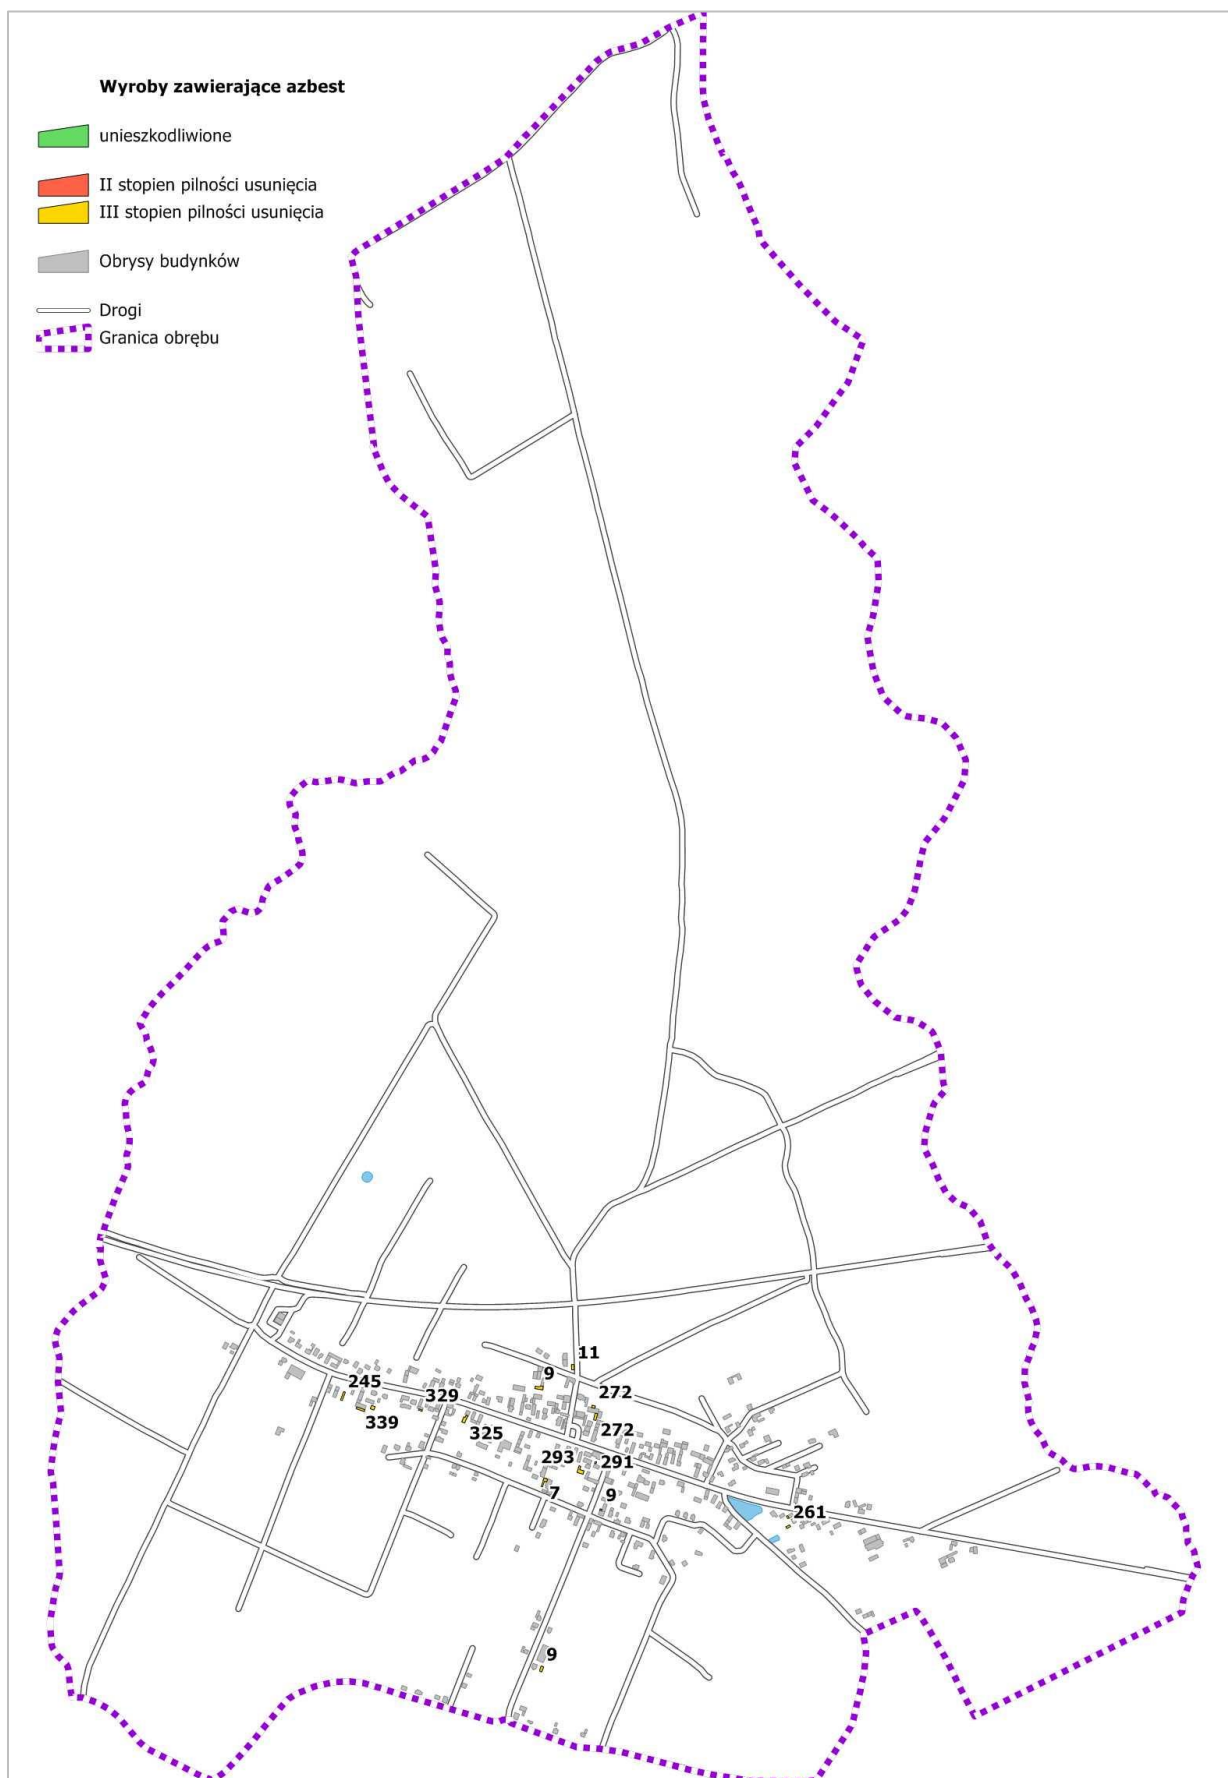 Wyroby zawierające azbest
unieszkodliwione
II stopien pilności usunięcia
III stopien pilności usunięcia
Obrysy budynków
Drogi
Granica obrębu
11
9
245
272
329
339
272
325
293
291
7
9
261
9